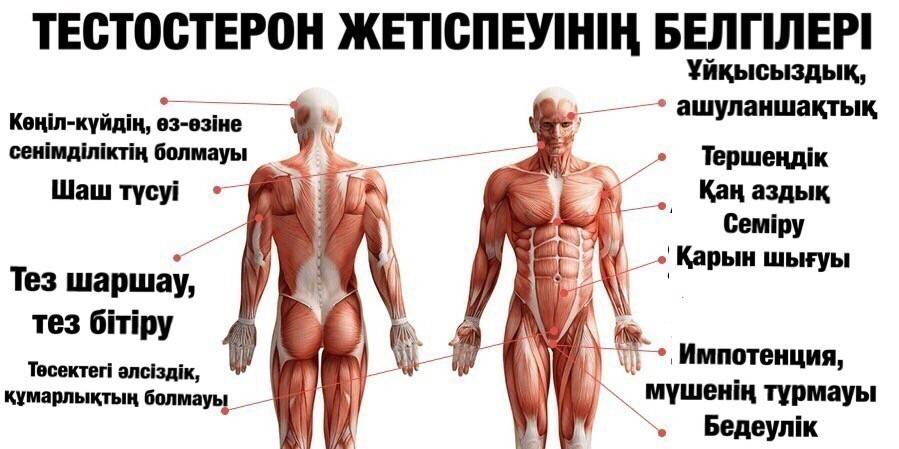 ТЕСТОСТЕРОН ЖЕТІСПЕУІНІҢ БЕЛГІЛЕРІ
Көңіл-күйдің, өз-өзіне
сенімділіктің болмауы
Шаш түсуі
Тез шаршау,
тез бітіру
Төсектегі әлсіздік,
құмарлықтың болмауы
Ұйқысыздық,
ашуланшақтық
Тершеңдік
Қаң аздық
Семіру
Қарын шығуы
Импотенция,
мүшенің тұрмауы
Бедеулік